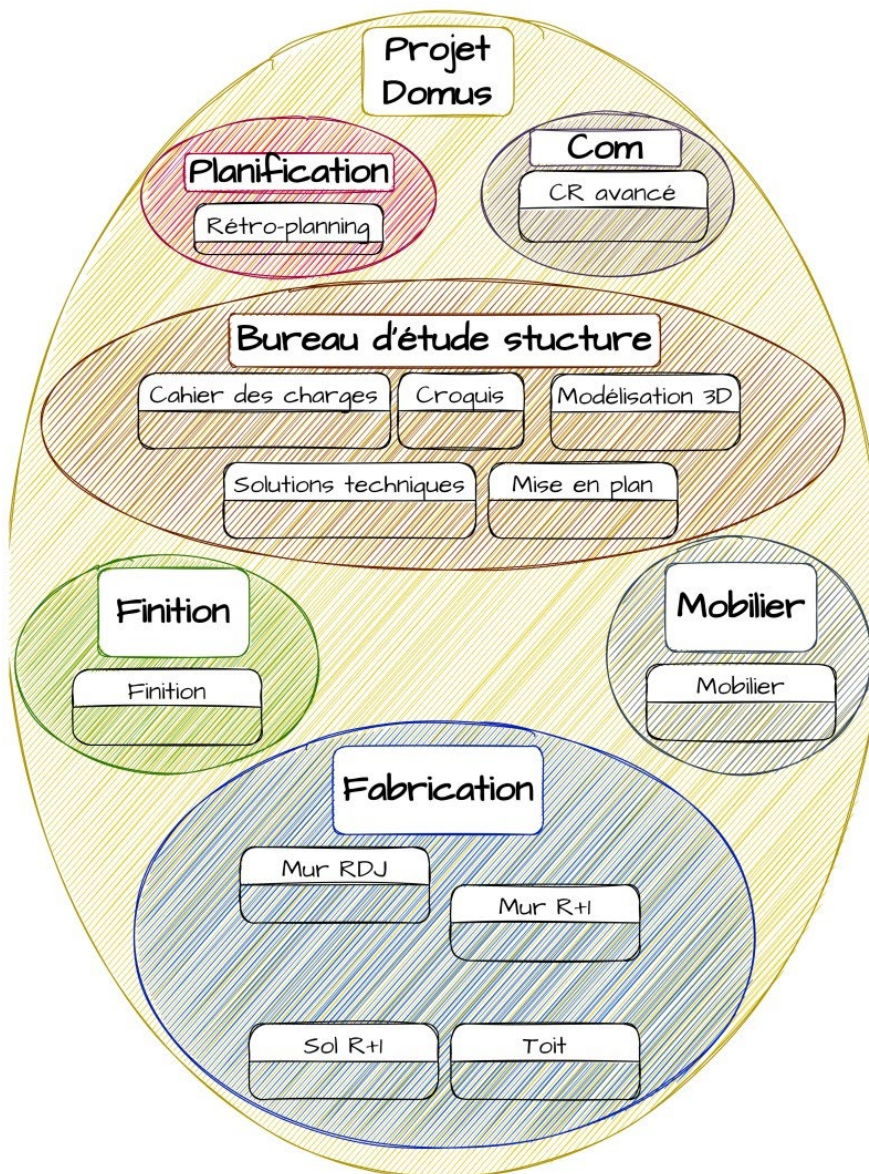 Projet
Domus
Planification
Rétro-planning
Com
CR avancé
Bureau d'étude stucture
Cahier des charges
Croquis
Modélisation 3D
Solutions techniques
Mise en plan
Finition
Finition
Mobilier
Mobilier
Fabrication
Mur RDJ
Mur R+1
Sol R+1
Toit